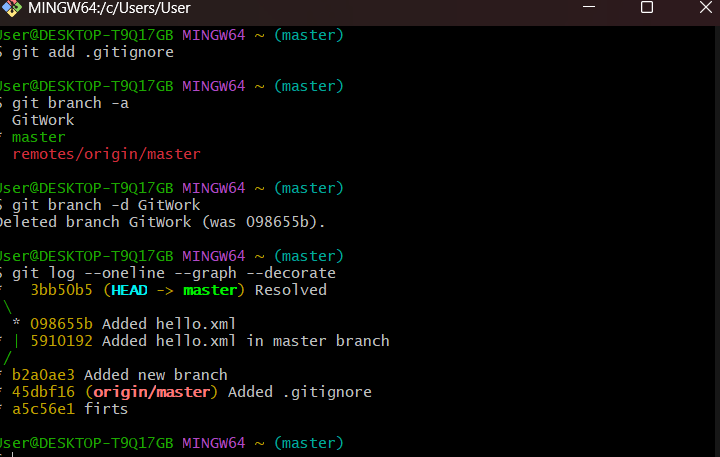 MINGW64:/c/Users/User
User@DESKTOP-T9Q17GB MINGW64 ~ (master)
$ git add .gitignore
User@DESKTOP-T9Q17GB MINGW64 ~ (master)
$ git branch -a
GitWork
* master
remotes/origin/master
User@DESKTOP-T9Q17GB MINGW64 ~ (master)
$ git branch -d GitWork
Deleted branch GitWork (was 098655b).
User@DESKTOP-T9Q17GB MINGW64 ~ (master)
$ git log --oneline --graph --decorate
*   3bb50b5 (HEAD -> master) Resolved
\
* 098655b Added hello.xml
* | 5910192 Added hello.xml in master branch
/
* b2a0ae3 Added new branch
* 45dbf16 (origin/master) Added .gitignore
* a5c56e1 firts
User@DESKTOP-T9Q17GB MINGW64 ~ (master)